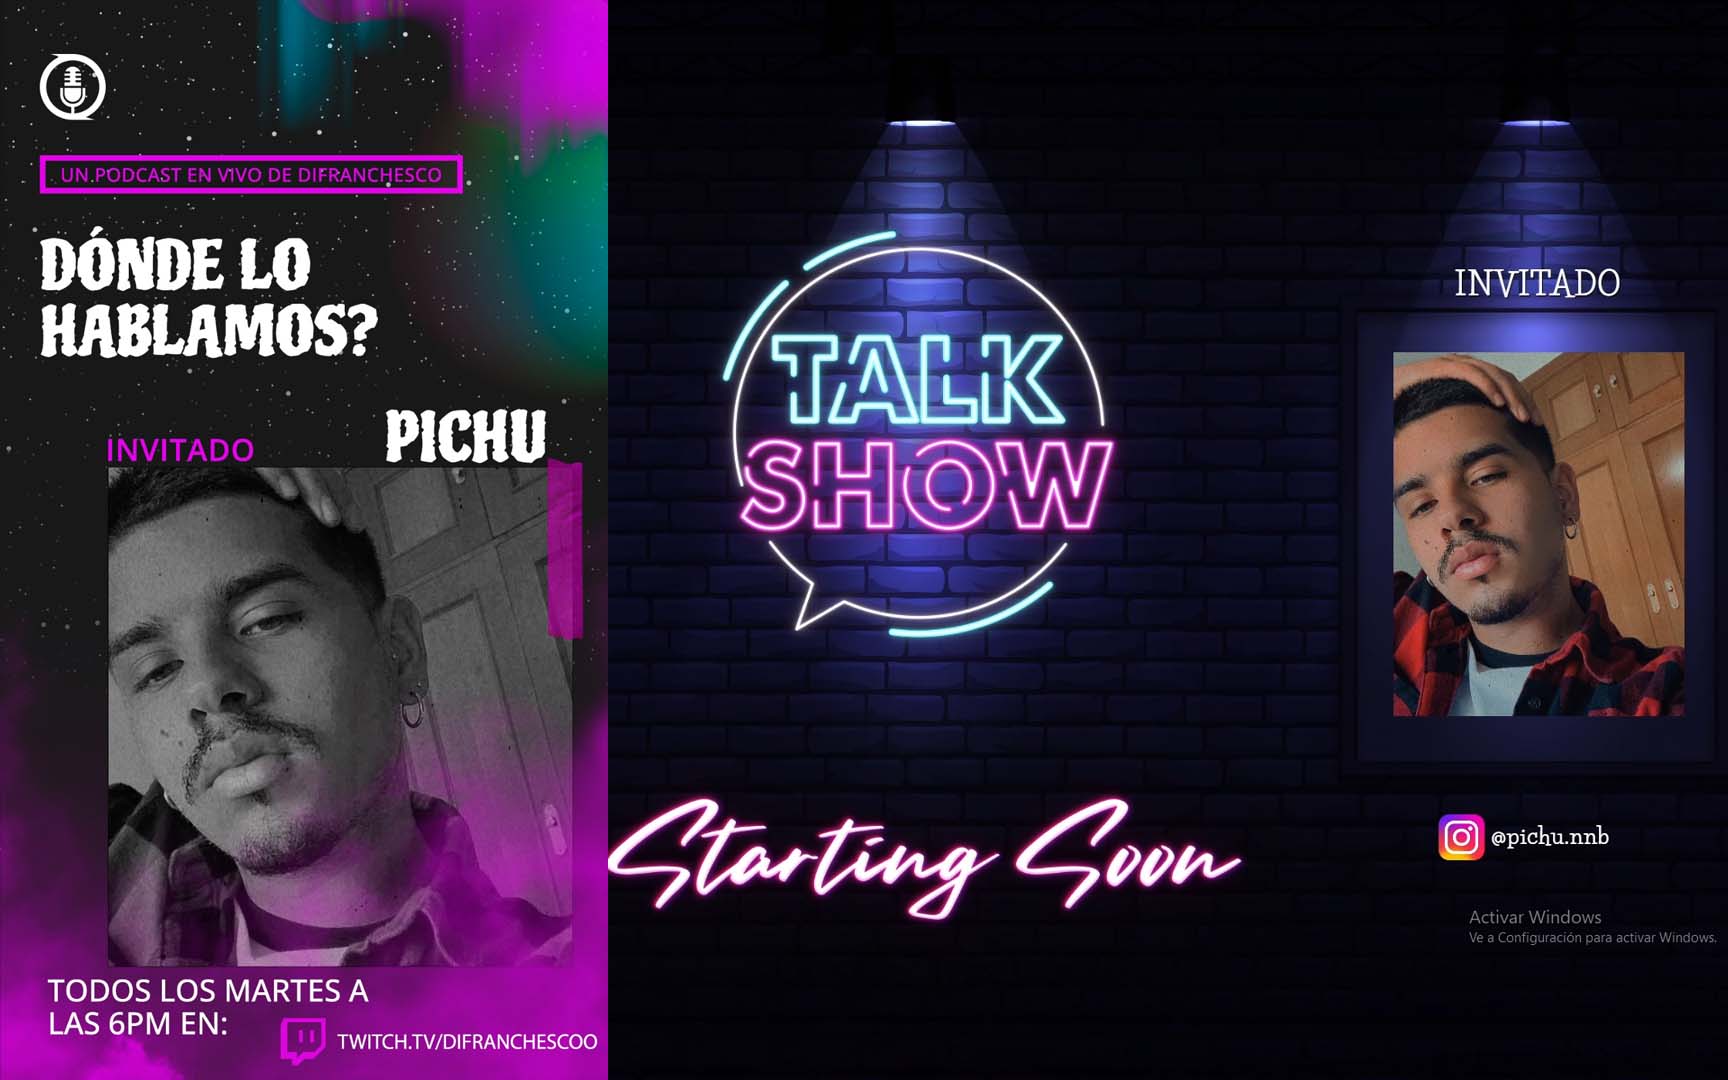 UN PODCAST EN VIVO DE DIFRANCHESCO
DÓNDE LO
HABLAMOS?
INVITADO
PICHU
TODOS LOS MARTES A
LAS 6PM EN:
TWITCH.TV/DIFRANCHESCOO
TALK
SHOW
Starting Soon
INVITADO
@pichu.nnb
Activar Windows
Ve a Configuración para activar Windows.